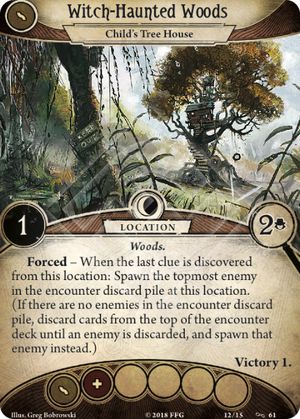 Witch-Haunted Woods
Child's Tree House
1
LOCATION
2
Woods.
Forced – When the last clue is discovered
from this location: Spawn the topmost enemy
in the encounter discard pile at this location.
(If there are no enemies in the encounter discard
pile, discard cards from the top of the encounter
deck until an enemy is discarded, and spawn that
enemy instead.)
Victory 1.
Illus. Greg Bobrowski
© 2018 FFG
12/15
61